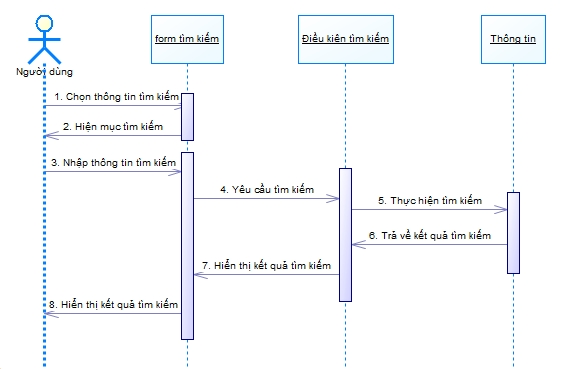 form tìm kiếm
Điều kiên tìm kiếm
Thông tin
Người dùng
1. Chọn thông tin tìm kiếm
2. Hiện mục tìm kiếm
3. Nhập thông tin tìm kiếm
4. Yêu cầu tìm kiếm
5. Thực hiện tìm kiếm
6. Trả về kết quả tìm kiếm
7. Hiển thị kết quả tìm kiếm
8. Hiển thị kết quả tìm kiếm